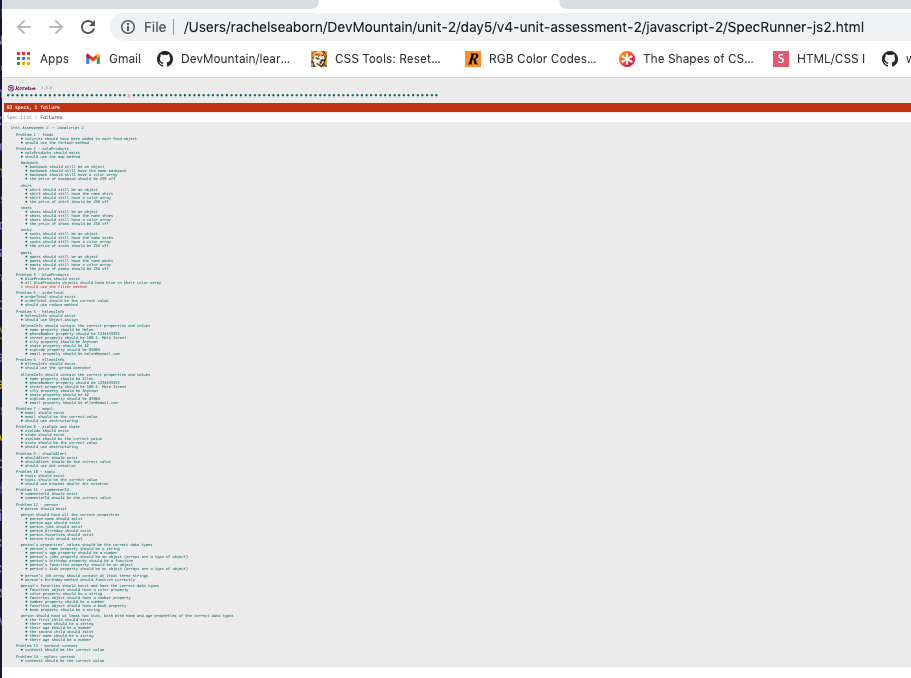 File /Users/rachelseaborn/DevMountain/unit-2/day5/v4-unit-assessment-2/javascript-2/SpecRunner-js2.html
Apps Gmail DevMountain/lear... CSS Tools: Reset... RGB Color Codes... The Shapes of CS... S HTML/CSS I
Jasmine
93 specs, 1 failure
Spec List | Failures
Unit Assessment 2 -- JavaScript 2
Problem 1 - foods
calories should have been added to each food object
should use the forEach method
Problem 2 - saleProducts
saleProducts should exist
should use the map method
backpack
backpack should still be an object
backpack should still have the name backpack
backpack should still have a color array
the price of backpack should be 25% off
shirt
shirt should still be an object
shirt should still have the name shirt
shirt should still have a color array
the price of shirt should be 25% off
shoes
shoes should still be an object
shoes should still have the name shoes
shoes should still have a color array
the price of shoes should be 25% off
socks
socks should still be an object
socks should still have the name socks
socks should still have a color array
the price of socks should be 25% off
pants
pants should still be an object
pants should still have the name pants
pants should still have a color array
the price of pants should be 25% off
Problem 3 - blueProducts
blueProducts should exist
all blueProducts objects should have blue in their color array
should use the filter method
Problem 4 - orderTotal
orderTotal should exist
orderTotal should be the correct value
should use reduce method
Problem 5 - helensInfo
helensInfo should exist
should use Object.assign
helensInfo should contain the correct properties and values
name property should be Helen
phoneNumber property should be
street property should be 100 E. Main Street
city property should be Anytown
state property should be AZ
zipCode property should be
email property should be
Problem 6 - ellensInfo
ellensInfo should exist
should use the spread operator
ellensInfo should contain the correct properties and values
name property should be Ellen
phoneNumber property should be
street property should be 100 E. Main Street
city property should be Anytown
state property should be AZ
zipCode property should be
email property should be ellen@email.com
Problem 7 - email
email should exist
email should be the correct value
should use destructuring
Problem 8 - zipCode and state
zipCode should exist
state should exist
zipCode should be the correct value
state should be the correct value
should use destructuring
Problem 9 - shouldAlert
shouldAlert should exist
shouldAlert should be the correct value
should use dot notation
Problem 10 - topic
topic should exist
topic should be the correct value
should use bracket and/or dot notation
Problem 11 - commenterId
commenterId should exist
commenterId should be the correct value
Problem 12 - person
person should exist
person should have all the correct properties
person.name should exist
person.age should exist
person.jobs should exist
person.birthday should exist
person.favorites should exist
person.kids should exist
person's properties' values should be the correct data types
person's name property should be a string
person's age property should be a number
person's jobs property should be an object (arrays are a type of object)
person's birthday property should be a function
person's favorites property should be an object
person's kids property should be an object (arrays are a type of object)
person's job array should contain at least three strings
person's birthday method should function correctly
person's favorites should exist and have the correct data types
favorites object should have a color property
color property should be a string
favorites object should have a number property
number property should be a number
favorites object should have a book property
book property should be a string
person should have at least two kids, both with name and age properties of the correct data types
the first child should exist
their name should be a string
their age should be a number
the second child should exist
their name should be a string
their age should be a number
Problem 13 - workout context
context1 should be the correct value
Problem 14 - myFunc context
context2 should be the correct value